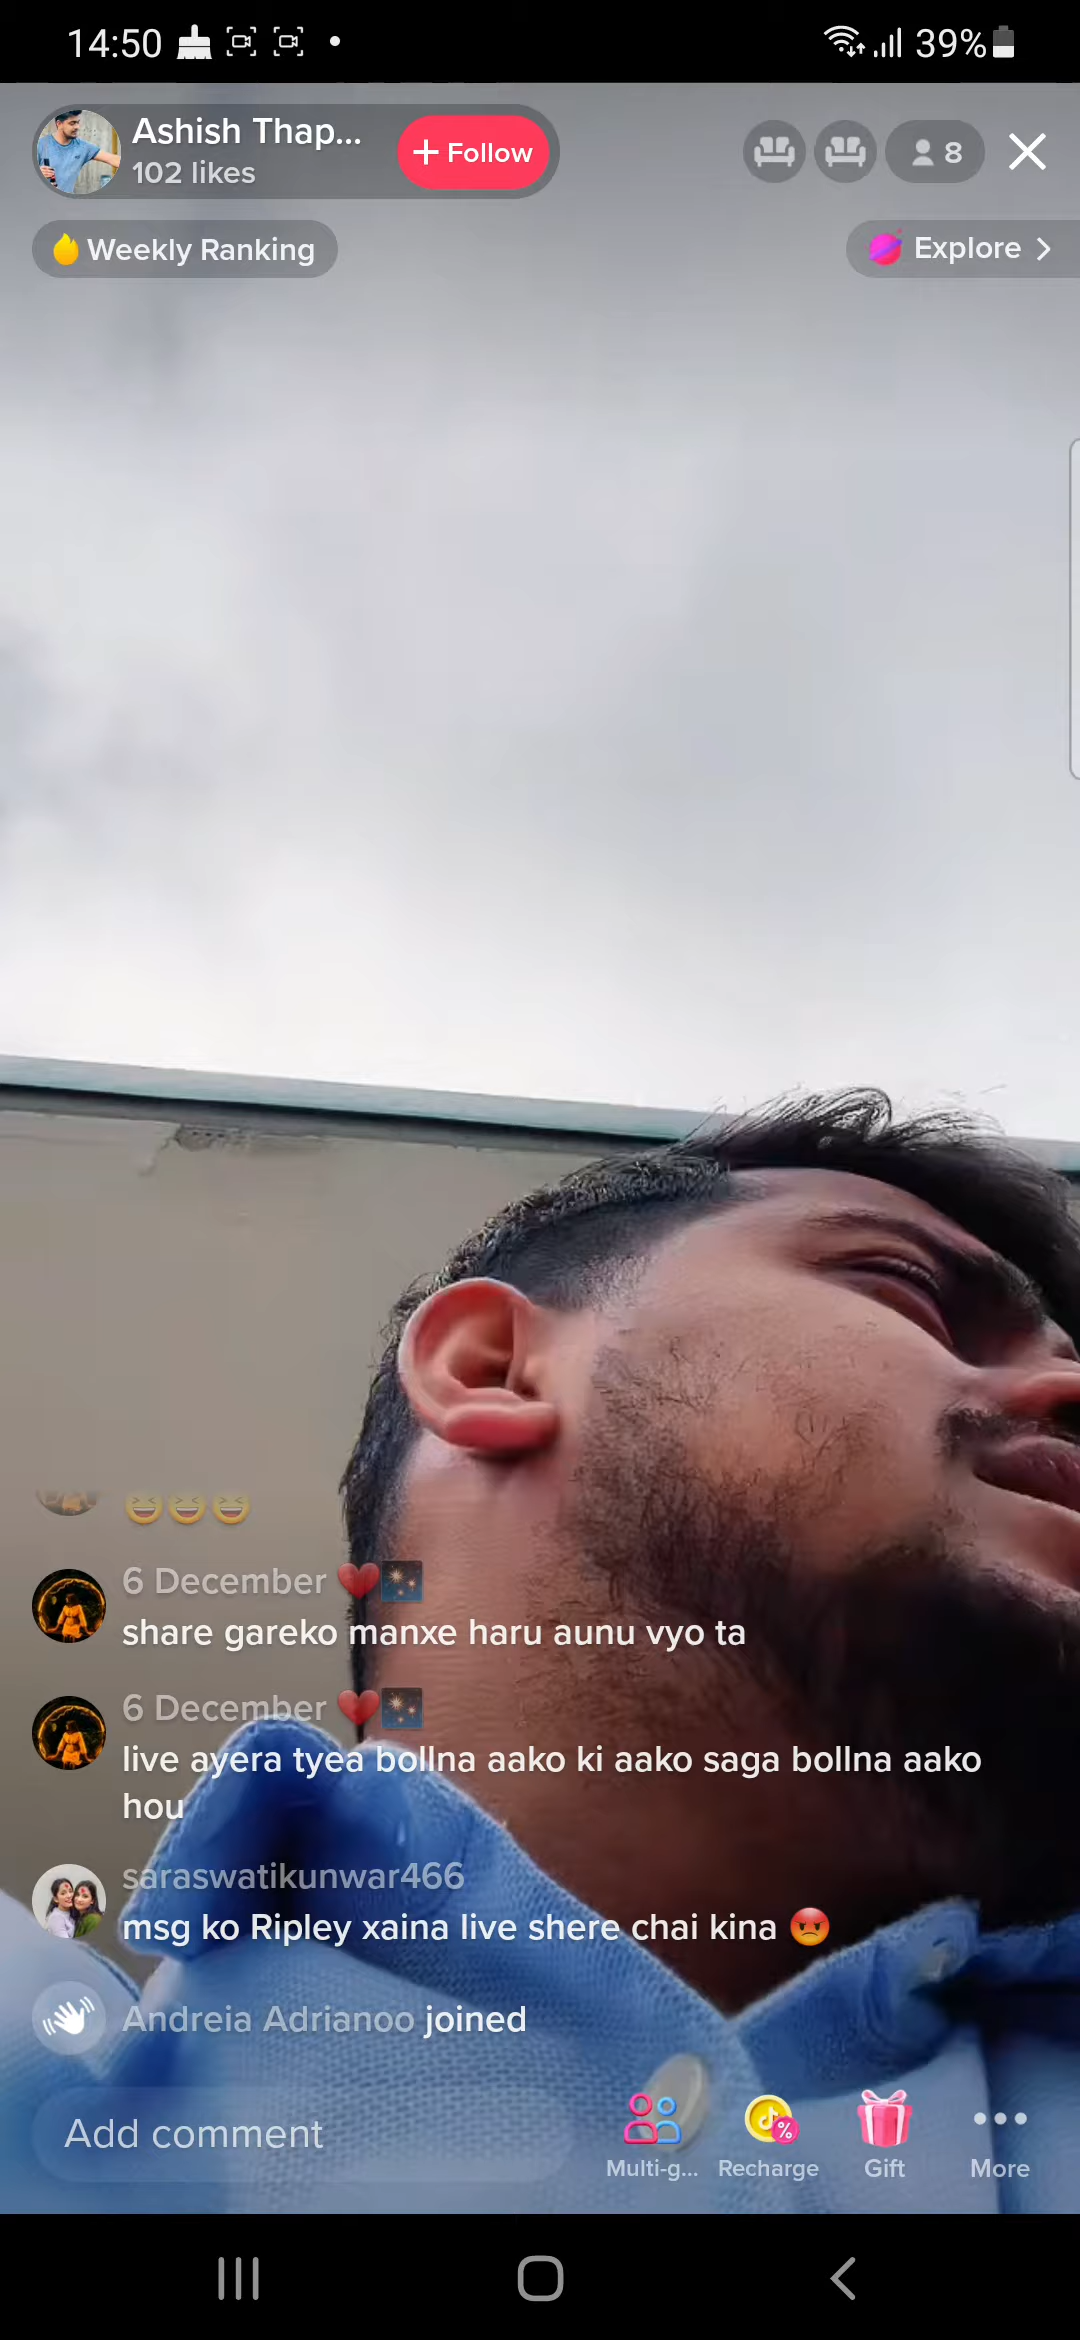 14:50
39%
Ashish Thap...
102 likes
+ Follow
8
Weekly Ranking
Explore
😆😆😆
6 December ❤️🎇
share gareko manxe haru aunu vyo ta
6 December ❤️🎇
live ayera tyea bollna aako ki aako saga bollna aako
hou
saraswatikunwar466
msg ko Ripley xaina live shere chai kina 😡
Andreia Adrianoo joined
Add comment
Multi-g...
Recharge
Gift
More